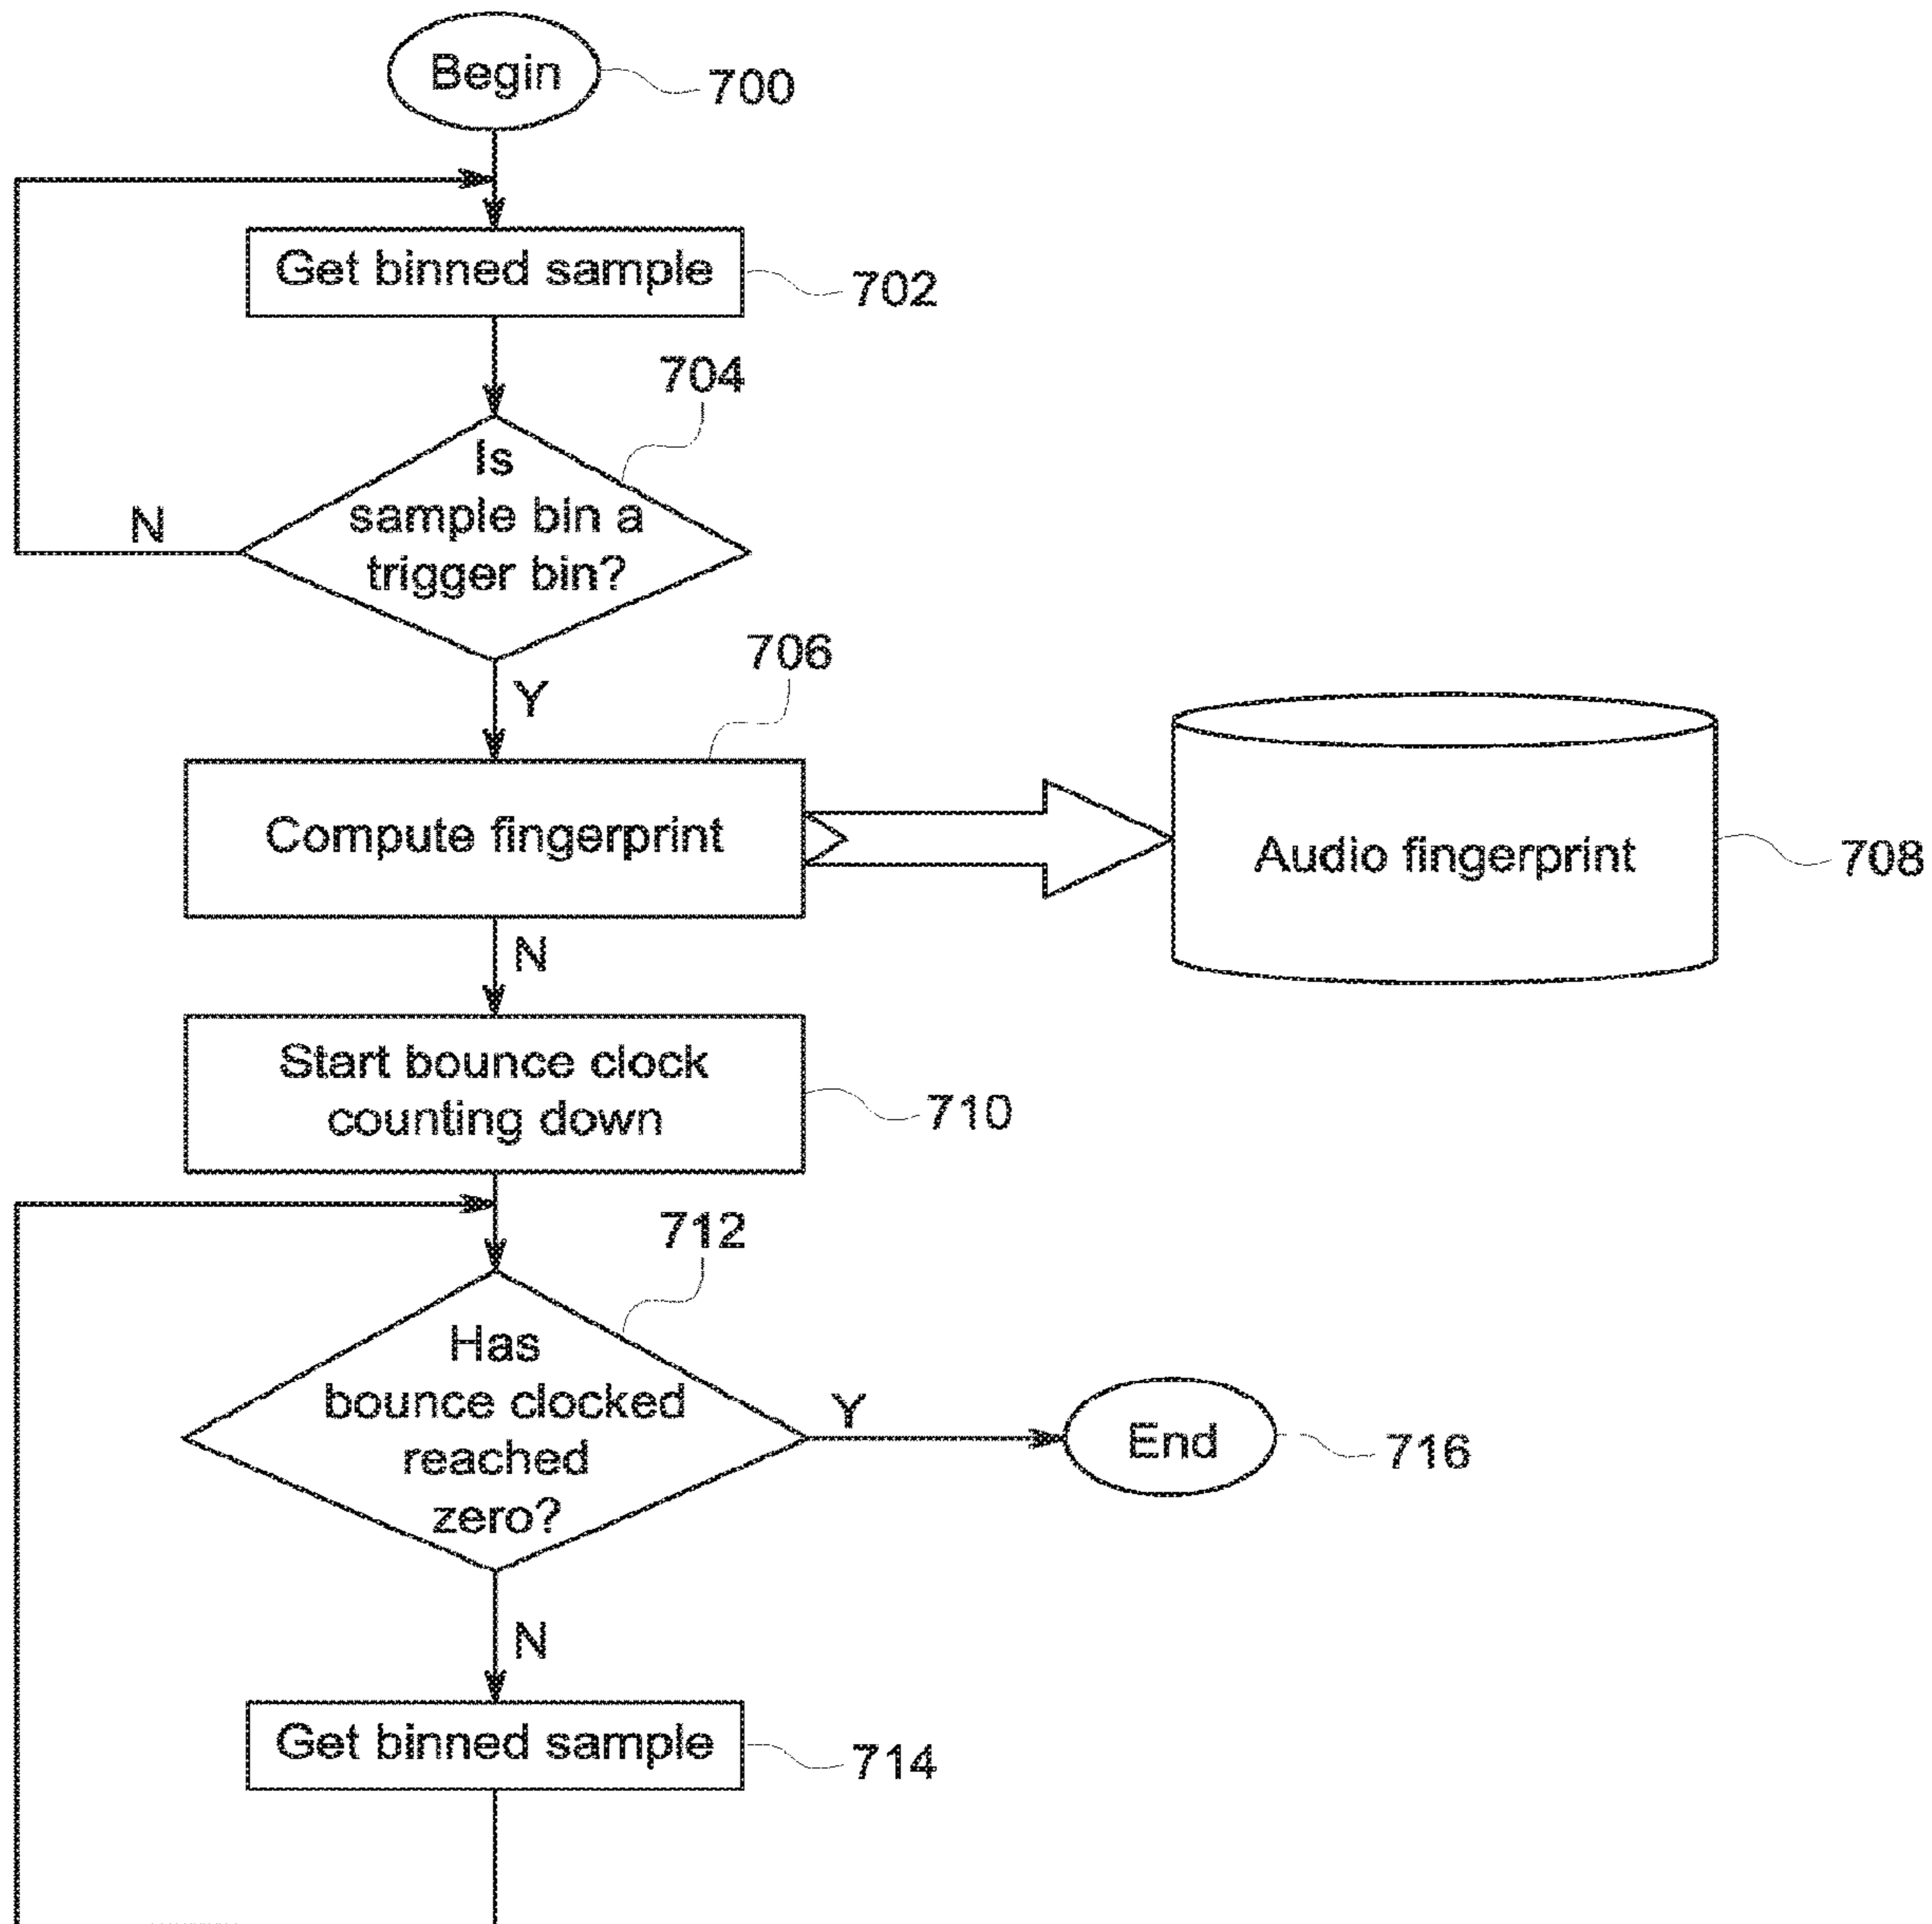 Begin
700
Get binned sample
702
704
Is
sample bin a
trigger bin?
N
Y
706
Compute fingerprint
Audio fingerprint
708
N
Start bounce clock
counting down
710
712
Has
bounce clocked
reached
zero?
Y
End
716
N
Get binned sample
714